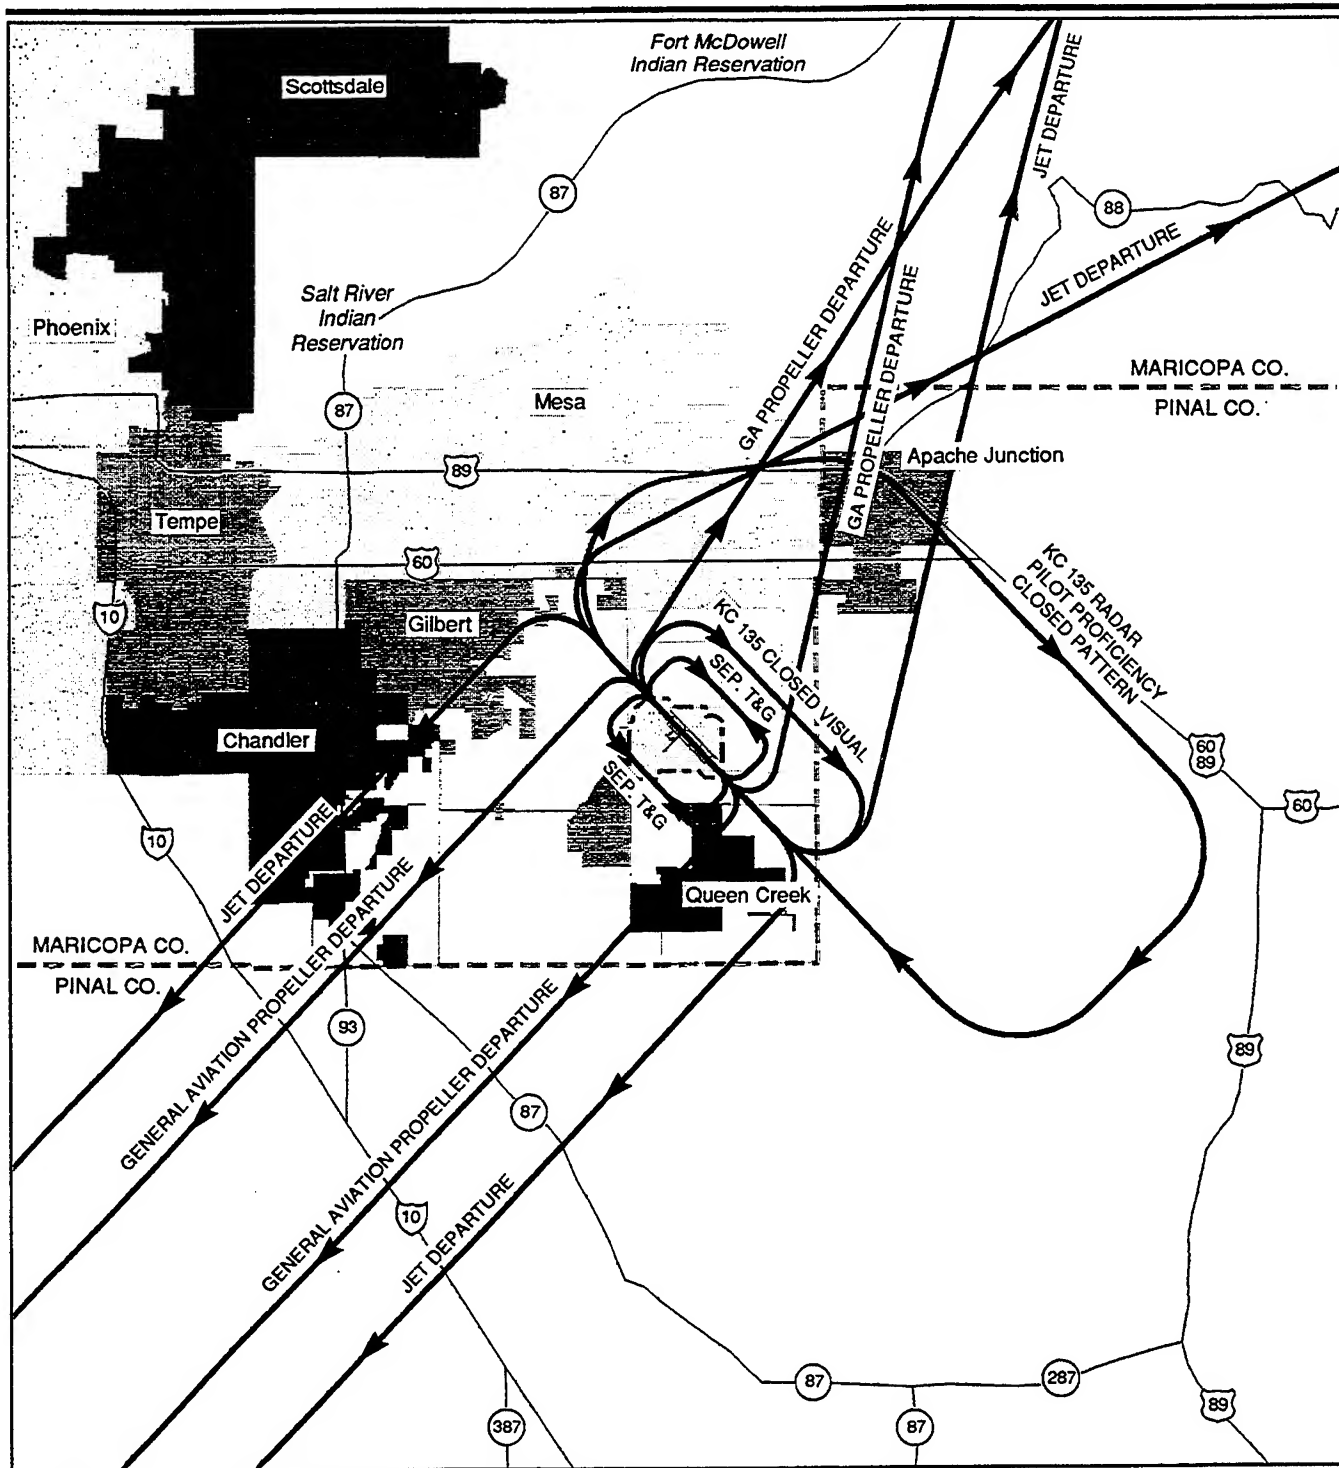 Fort McDowell
Indian Reservation
Scottsdale
87
88
JET DEPARTURE
JET DEPARTURE
GA PROPELLER DEPARTURE
GA PROPELLER DEPARTURE
Salt River
Indian
Reservation
Phoenix
87
Mesa
MARICOPA CO.
PINAL CO.
89
Apache Junction
Tempe
60
10
Gilbert
KC 135 RADAR
PILOT PROFICIENCY
CLOSED PATTERN
KC 135 CLOSED VISUAL
SEP. T&G
SEP. T&G
Chandler
60
89
60
10
JET DEPARTURE
Queen Creek
MARICOPA CO.
PINAL CO.
GENERAL AVIATION PROPELLER DEPARTURE
93
GENERAL AVIATION PROPELLER DEPARTURE
89
87
10
JET DEPARTURE
87
287
89
387
87